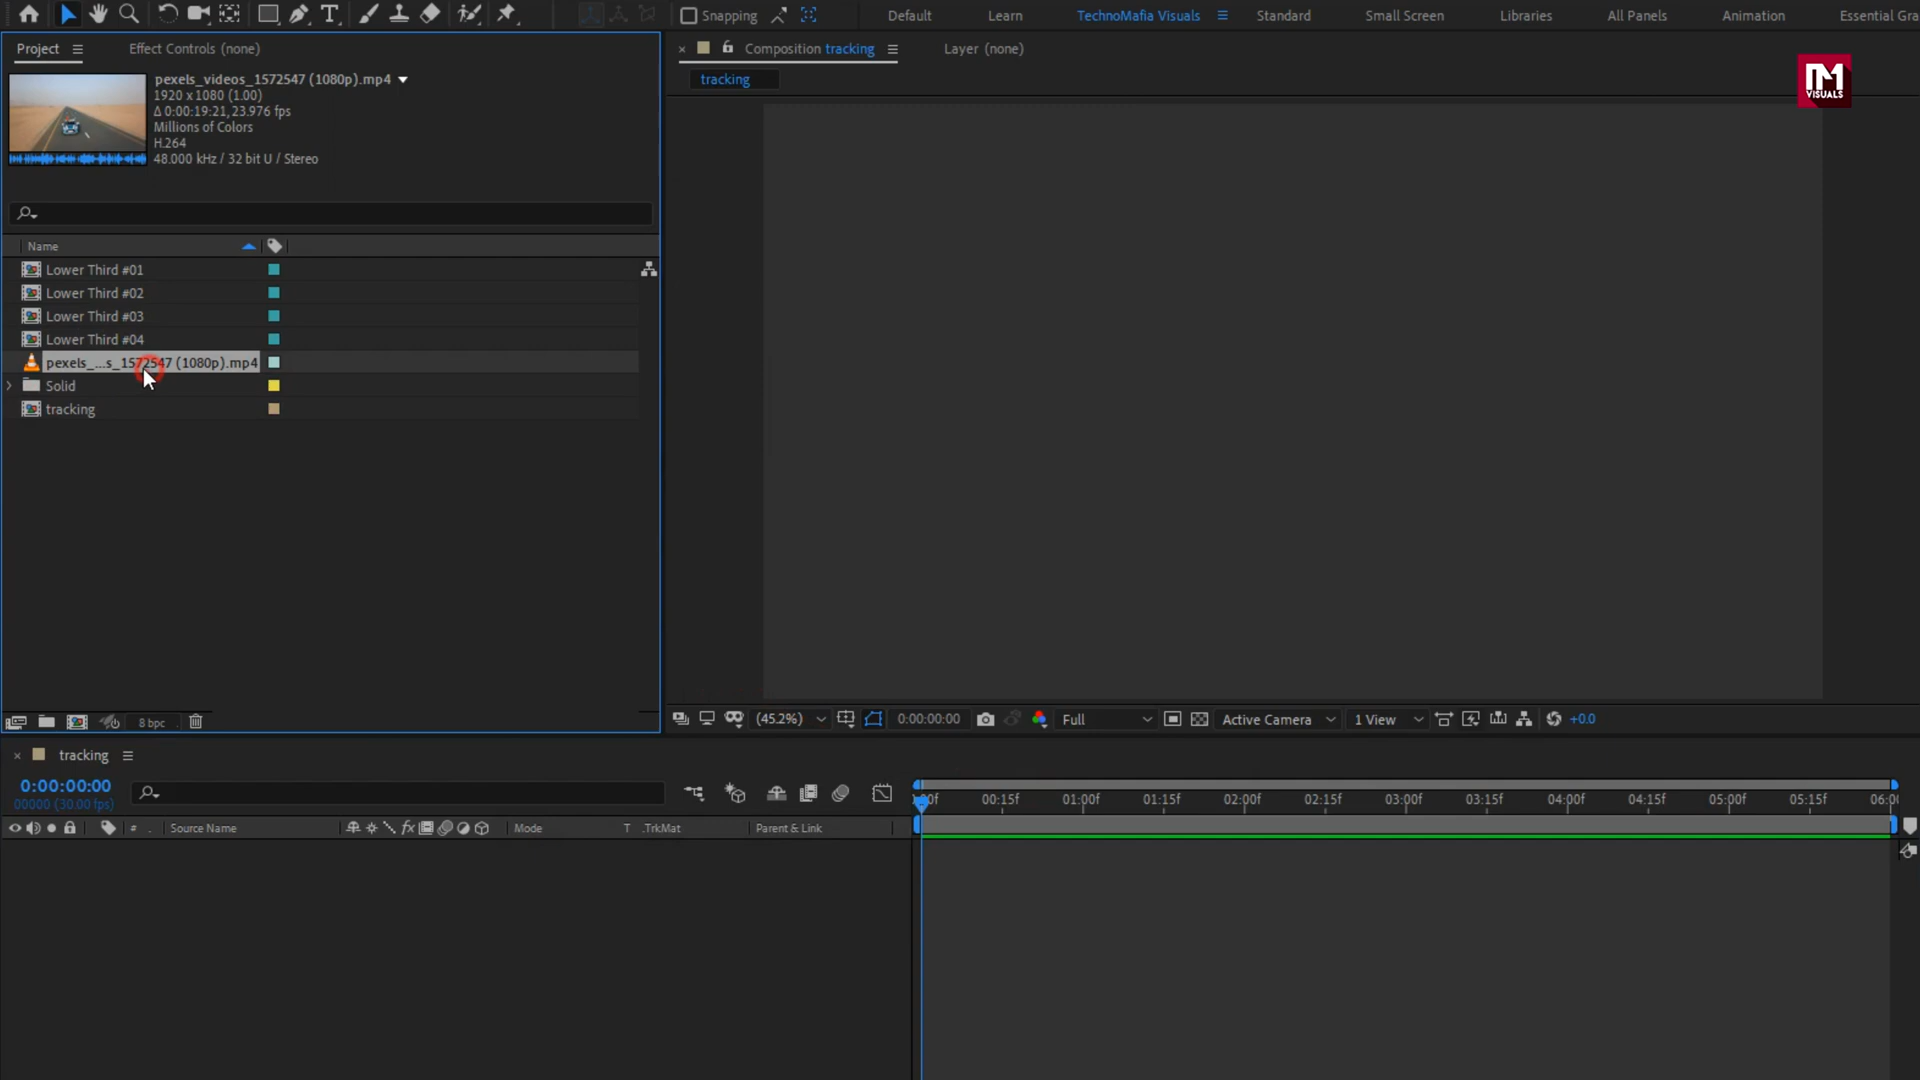 Snapping
Default
Learn
TechnoMafia Visuals
Standard
Small Screen
Libraries
All Panels
Animation
Essential Gra
Project
Effect Controls (none)
Composition tracking
Layer (none)
tracking
TM
VISUALS
pexels_videos_1572547 (1080p).mp4
1920 x 1080 (1.00)
Δ 0:00:19:21, 23.976 fps
Millions of Colors
H.264
48.000 kHz / 32 bit U / Stereo
Name
Lower Third #01
Lower Third #02
Lower Third #03
Lower Third #04
pexels_...s_1572547 (1080p).mp4
Solid
tracking
8 bpc
(45.2%)
0:00:00:00
Full
Active Camera
1 View
+0.0
tracking
0:00:00:00
00000 (30.00 fps)
00:15f
01:00f
01:15f
02:00f
02:15f
03:00f
03:15f
04:00f
04:15f
05:00f
05:15f
06:00
#
Source Name
fx
Mode
T .TrkMat
Parent & Link